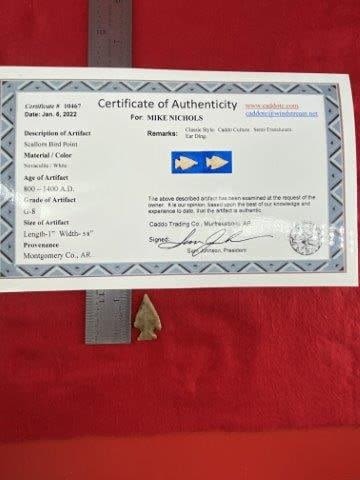 Certificate # 10467
Date: Jan. 6, 2022
Certificate of Authenticity
www.caddotc.com
caddotc@windstream.net
For: MIKE NICHOLS
Description of Artifact
Scallorn Bird Point
Remarks: Classic Style. Caddo Culture. Semi-Translucent.
Ear Ding.
Material / Color
Novaculite / White
Age of Artifact
800 – 1400 A.D.
Grade of Artifact
G-8
Size of Artifact
Length-1" Width- 5/8"
Provenance
Montgomery Co., AR.
The above described artifact has been examined at the request of the
owner. It is our opinion, based upon the best of our knowledge and
experience to date, that the artifact is authentic.
Caddo Trading Co., Murfreesboro, AR
Signed:
Sam Johnson, President